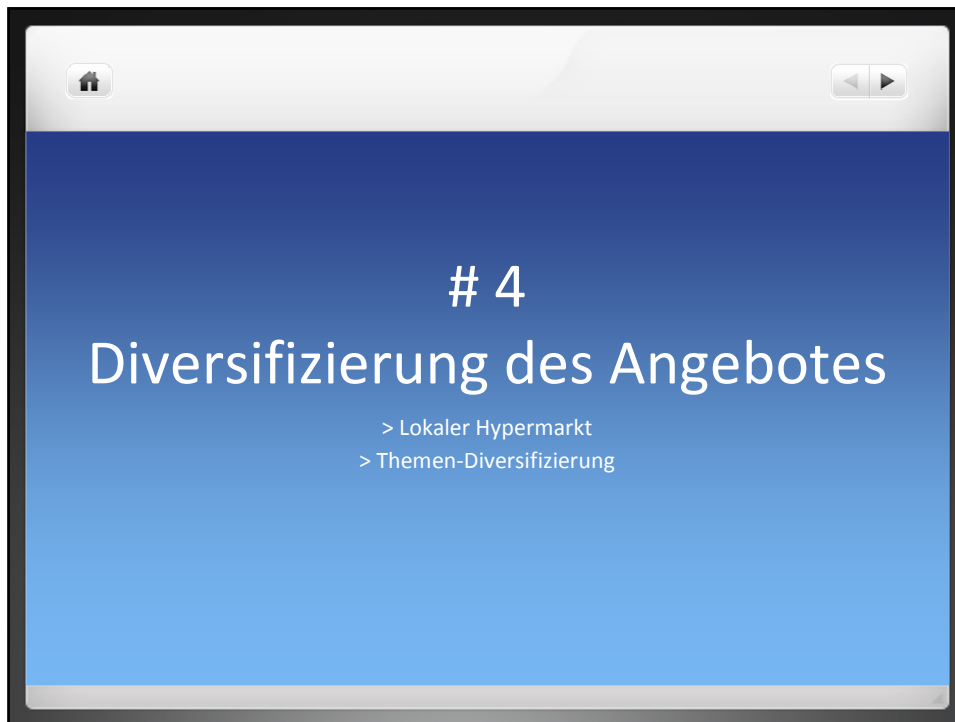 # 4
Diversifizierung des Angebotes
> Lokaler Hypermarkt
> Themen-Diversifizierung